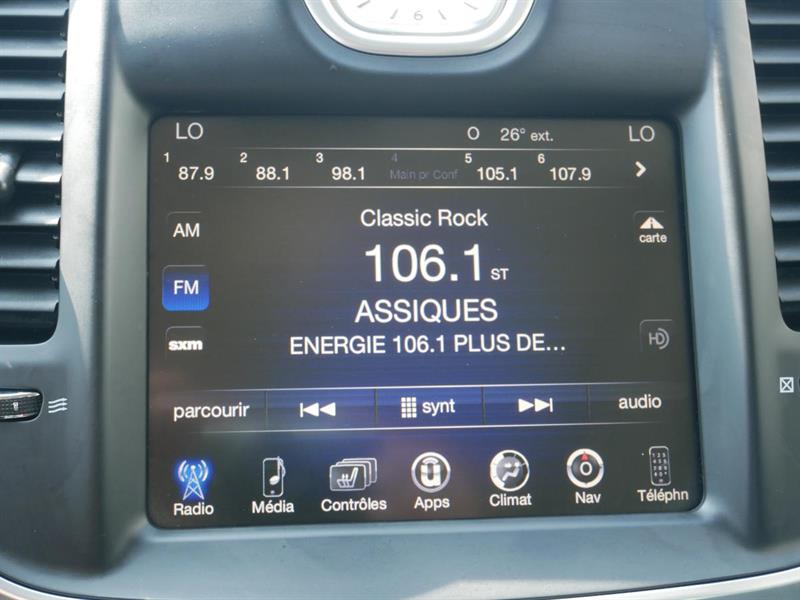 6
LO O 26° ext. LO
1 87.9 2 88.1 3 98.1 4 Main pr Conf 5 105.1 6 107.9
Classic Rock
AM
carte
106.1 ST
FM
ASSIQUES
ENERGIE 106.1 PLUS DE...
sxm
HD
parcourir synt audio
Radio Média Contrôles Apps Climat Nav Téléphn